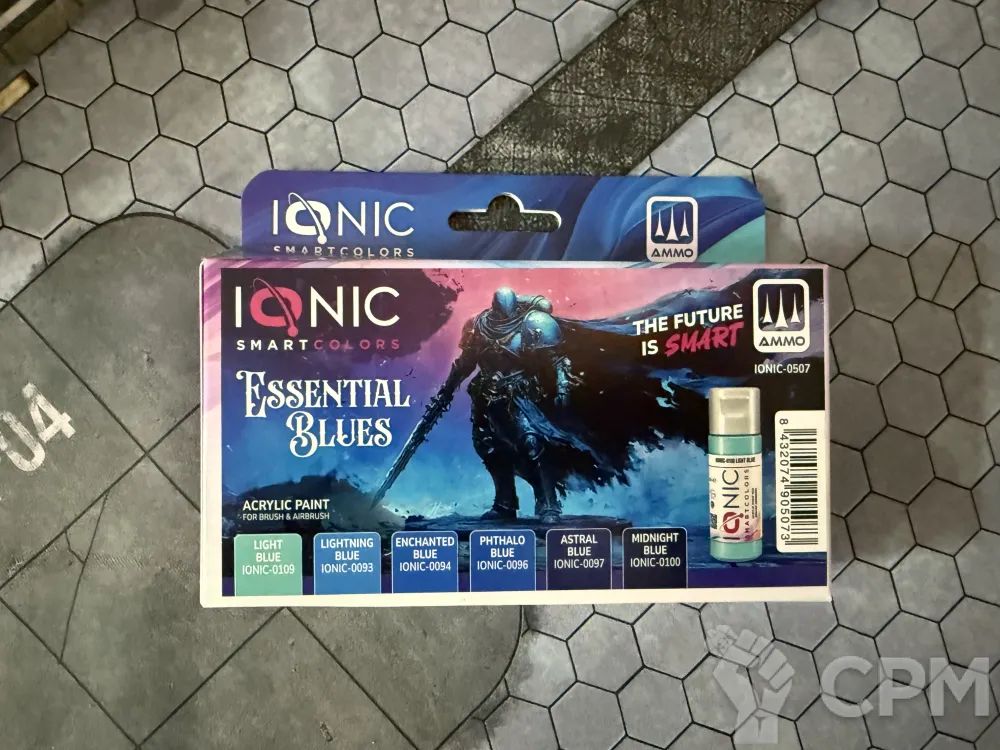 IONIC
SMARTCOLORS
AMMO
IONIC
SMARTCOLORS
THE FUTURE
IS SMART
AMMO
IONIC-0507
ESSENTIAL
BLUES
ACRYLIC PAINT
FOR BRUSH & AIRBRUSH
LIGHT
BLUE
IONIC-0109
LIGHTNING
BLUE
IONIC-0093
ENCHANTED
BLUE
IONIC-0094
PHTHALO
BLUE
IONIC-0096
ASTRAL
BLUE
IONIC-0097
MIDNIGHT
BLUE
IONIC-0100
IONIC
SMARTCOLORS
8 432074 905073
04
CPM